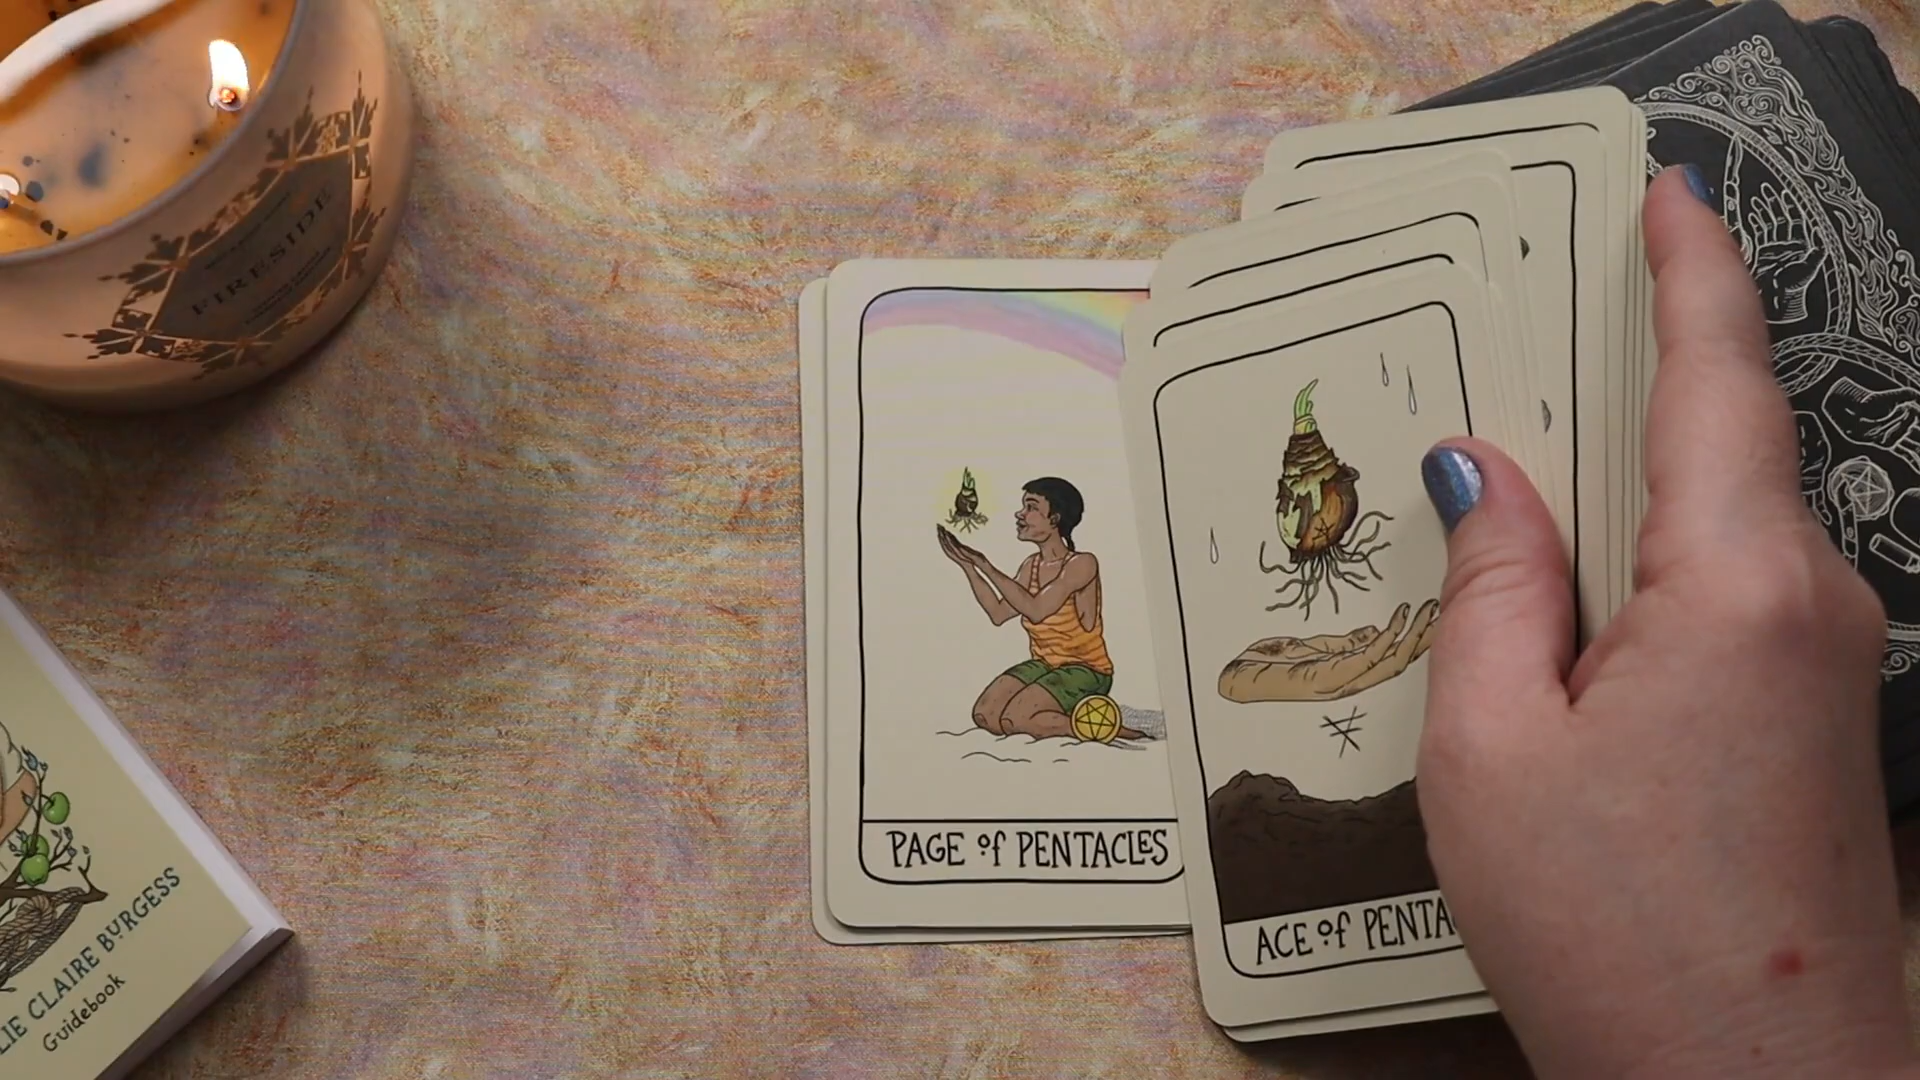 FIRESIDE
PAGE of PENTACLES
ACE of PENTA
LIE CLAIRE BURGESS
Guidebook